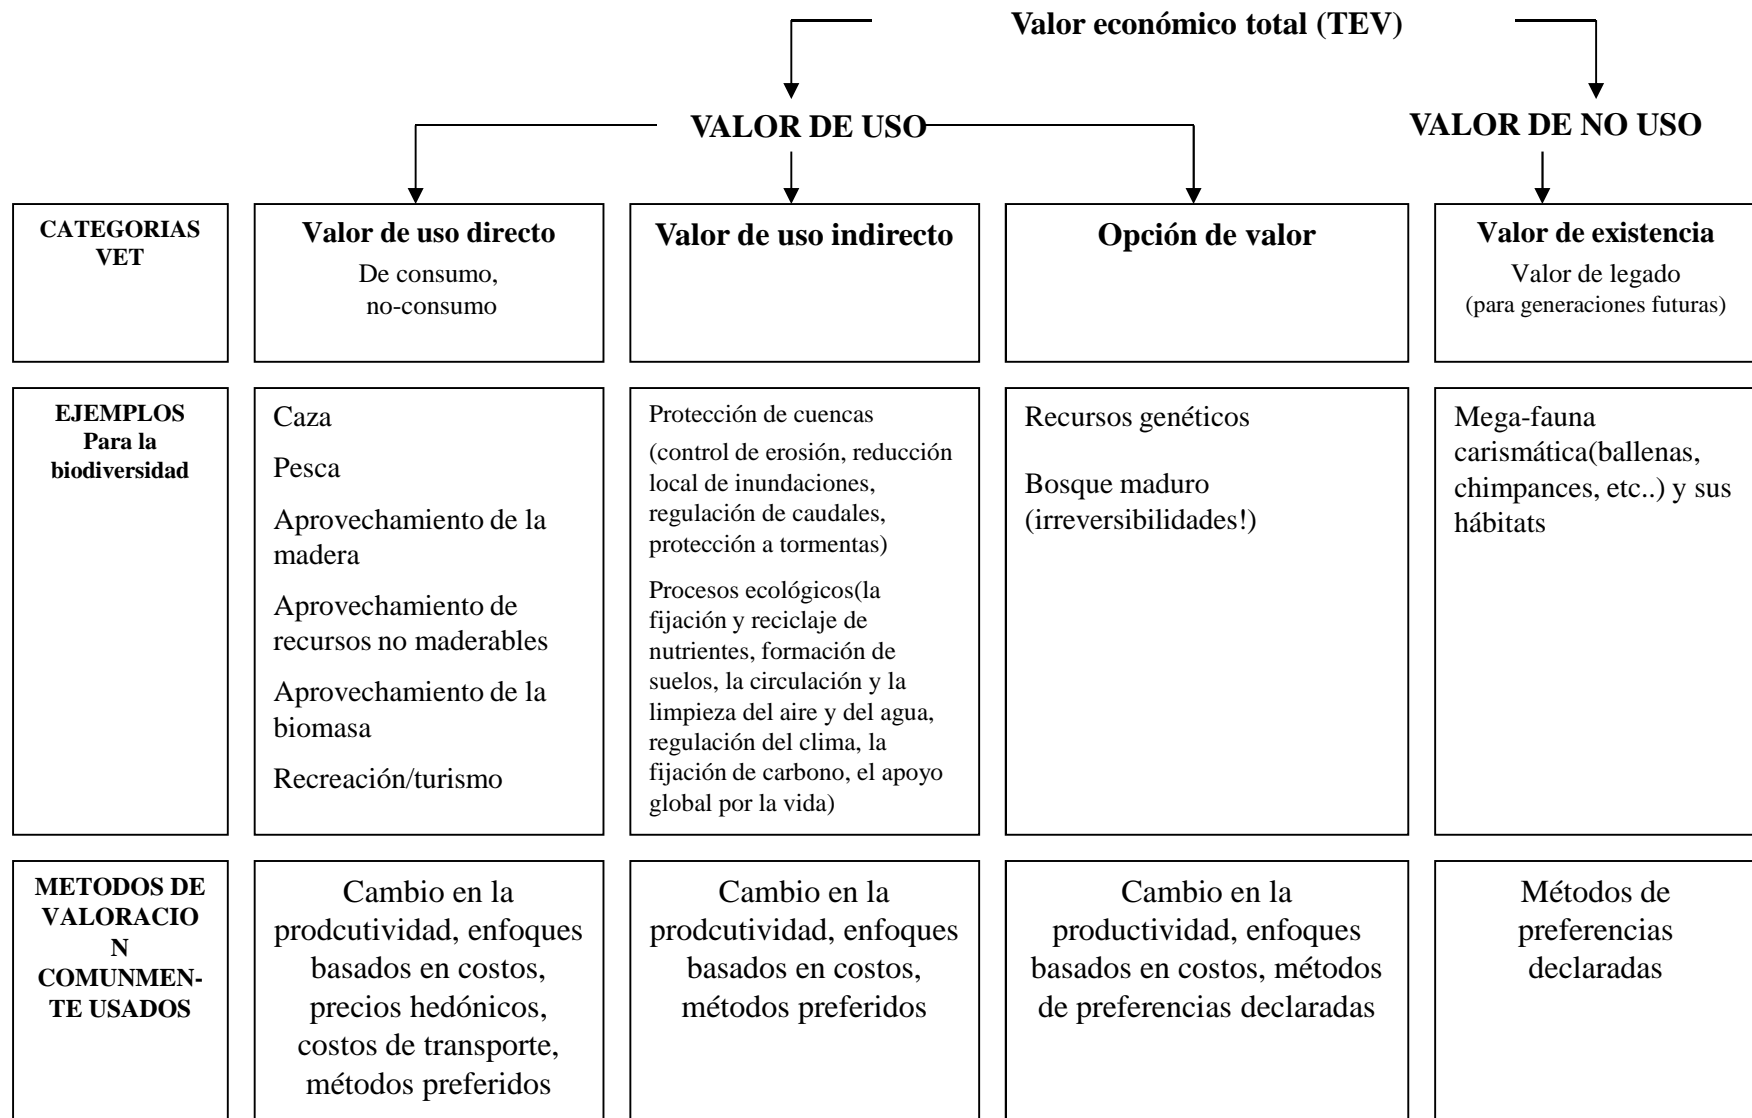 Valor económico total (TEV)
VALOR DE USO
VALOR DE NO USO
CATEGORIAS
VET
Valor de uso directo
De consumo,
no-consumo
Valor de uso indirecto
Opción de valor
Valor de existencia
Valor de legado
(para generaciones futuras)
EJEMPLOS
Para la
biodiversidad
Caza
Pesca
Aprovechamiento de la
madera
Aprovechamiento de
recursos no maderables
Aprovechamiento de la
biomasa
Recreación/turismo
Protección de cuencas
(control de erosión, reducción
local de inundaciones,
regulación de caudales,
protección a tormentas)
Procesos ecológicos(la
fijación y reciclaje de
nutrientes, formación de
suelos, la circulación y la
limpieza del aire y del agua,
regulación del clima, la
fijación de carbono, el apoyo
global por la vida)
Recursos genéticos
Bosque maduro
(irreversibilidades!)
Mega-fauna
carismática(ballenas,
chimpances, etc..) y sus
hábitats
METODOS DE
VALORACIO
N
COMUNMEN-
TE USADOS
Cambio en la
prodcutividad, enfoques
basados en costos,
precios hedónicos,
costos de transporte,
métodos preferidos
Cambio en la
prodcutividad, enfoques
basados en costos,
métodos preferidos
Cambio en la
productividad, enfoques
basados en costos, métodos
de preferencias declaradas
Métodos de
preferencias
declaradas